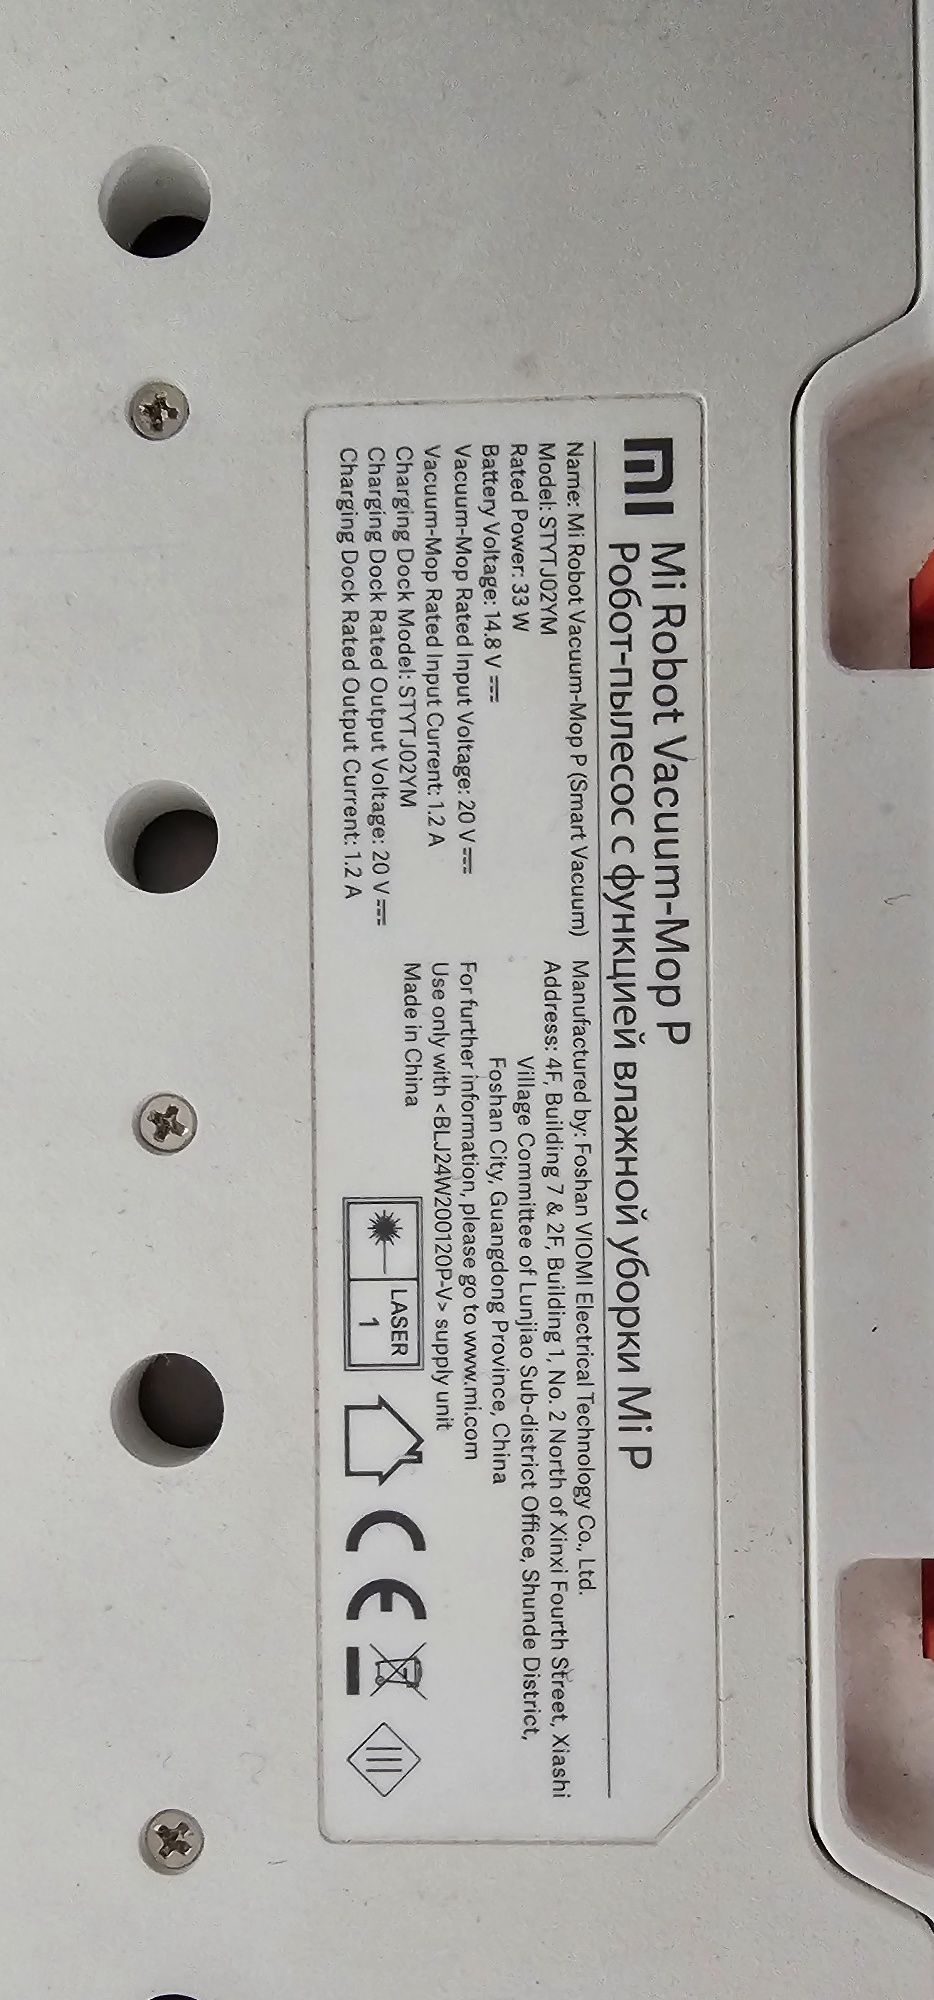 Mi Robot Vacuum-Mop P
Робот-пылесос с функцией влажной уборки Mi P
Name: Mi Robot Vacuum-Mop P (Smart Vacuum)
Model: STYTJ02YM
Rated Power: 33 W
Battery Voltage: 14.8 V
Vacuum-Mop Rated Input Voltage: 20 V
Vacuum-Mop Rated Input Current: 1.2 A
Charging Dock Model: STYTJ02YM
Charging Dock Rated Output Voltage: 20 V
Charging Dock Rated Output Current: 1.2 A
Manufactured by: Foshan VIOMI Electrical Technology Co., Ltd.
Address: 4F, Building 7 & 2F, Building 1, No. 2 North of Xinxi Fourth Street, Xiashi
Village Committee of Lunjiao Sub-district Office, Shunde District,
Foshan City, Guangdong Province, China
For further information, please go to www.mi.com
Use only with <BLJ24W200120P-V> supply unit
Made in China
LASER
1
CE